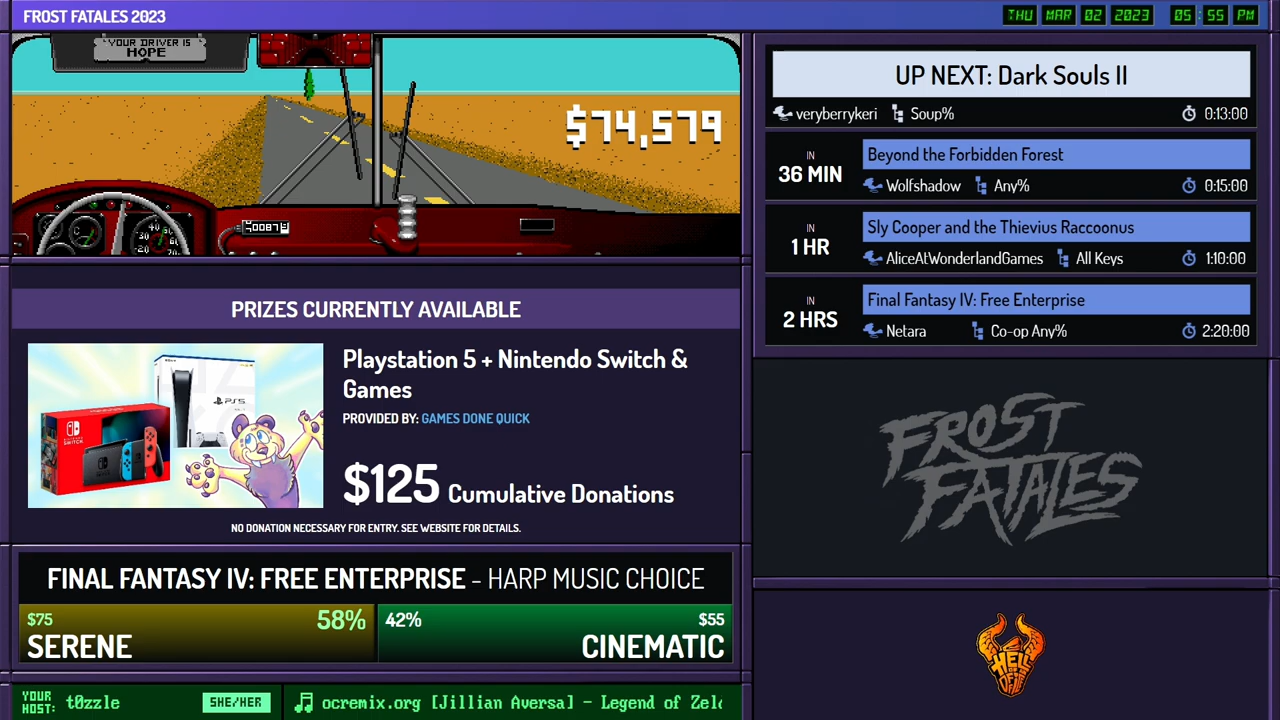 FROST FATALES 2023
THU MAR 02 2023 05:55 PM
YOUR DRIVER IS
HOPE
$74,579
UP NEXT: Dark Souls II
veryberrykeri Soup% 0:13:00
IN
36 MIN
Beyond the Forbidden Forest
Wolfshadow Any% 0:15:00
IN
1 HR
Sly Cooper and the Thievius Raccoonus
AliceAtWonderlandGames All Keys 1:10:00
IN
2 HRS
Final Fantasy IV: Free Enterprise
Netara Co-op Any% 2:20:00
PRIZES CURRENTLY AVAILABLE
Playstation 5 + Nintendo Switch &
Games
PROVIDED BY: GAMES DONE QUICK
$125 Cumulative Donations
PS5
NO DONATION NECESSARY FOR ENTRY. SEE WEBSITE FOR DETAILS.
FROST
FATALES
FINAL FANTASY IV: FREE ENTERPRISE – HARP MUSIC CHOICE
$75 58% 42% $55
SERENE CINEMATIC
YOUR
HOST: t0zzle SHE/HER
ocremix.org [Jillian Aversa] – Legend of Zel